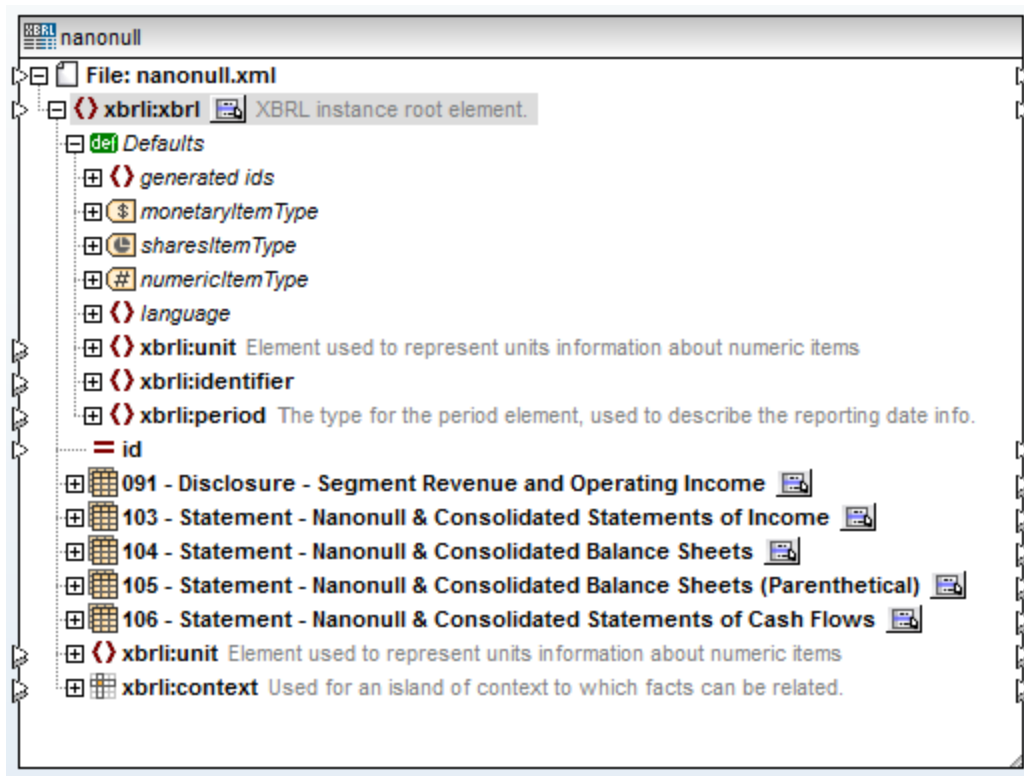 XBRL nanonull
File: nanonull.xml
xbrli:xbrl XBRL instance root element.
def Defaults
generated ids
$ monetaryItemType
sharesItemType
# numericItemType
language
xbrli:unit Element used to represent units information about numeric items
xbrli:identifier
xbrli:period The type for the period element, used to describe the reporting date info.
= id
091 - Disclosure - Segment Revenue and Operating Income
103 - Statement - Nanonull & Consolidated Statements of Income
104 - Statement - Nanonull & Consolidated Balance Sheets
105 - Statement - Nanonull & Consolidated Balance Sheets (Parenthetical)
106 - Statement - Nanonull & Consolidated Statements of Cash Flows
xbrli:unit Element used to represent units information about numeric items
xbrli:context Used for an island of context to which facts can be related.